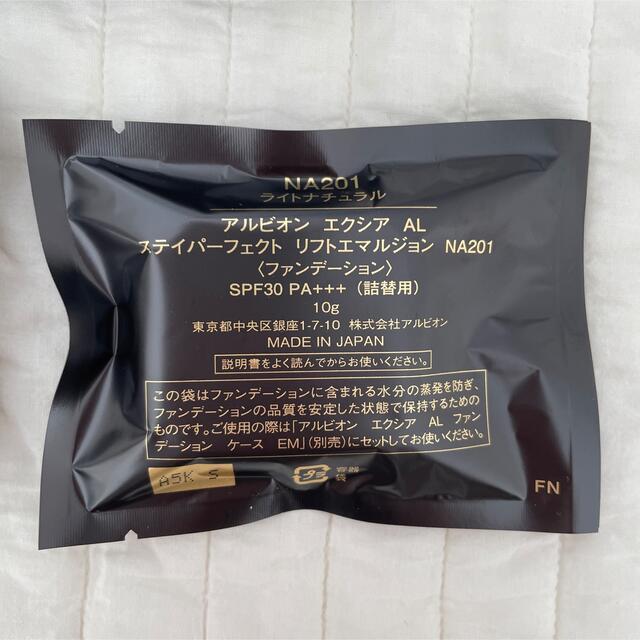 NA201
ライトナチュラル
アルビオン エクシア AL
ステイパーフェクト リフトエマルジョン NA201
〈ファンデーション〉
SPF30 PA+++（詰替用）
10g
東京都中央区銀座1-7-10 株式会社アルビオン
MADE IN JAPAN
説明書をよく読んでからお使いください。
この袋はファンデーションに含まれる水分の蒸発を防ぎ、
ファンデーションの品質を安定した状態で保持するための
ものです。ご使用の際は「アルビオン エクシア AL ファン
デーション ケース EM」（別売）にセットしてお使いください。
A5K S
プラ
容器
袋
FN